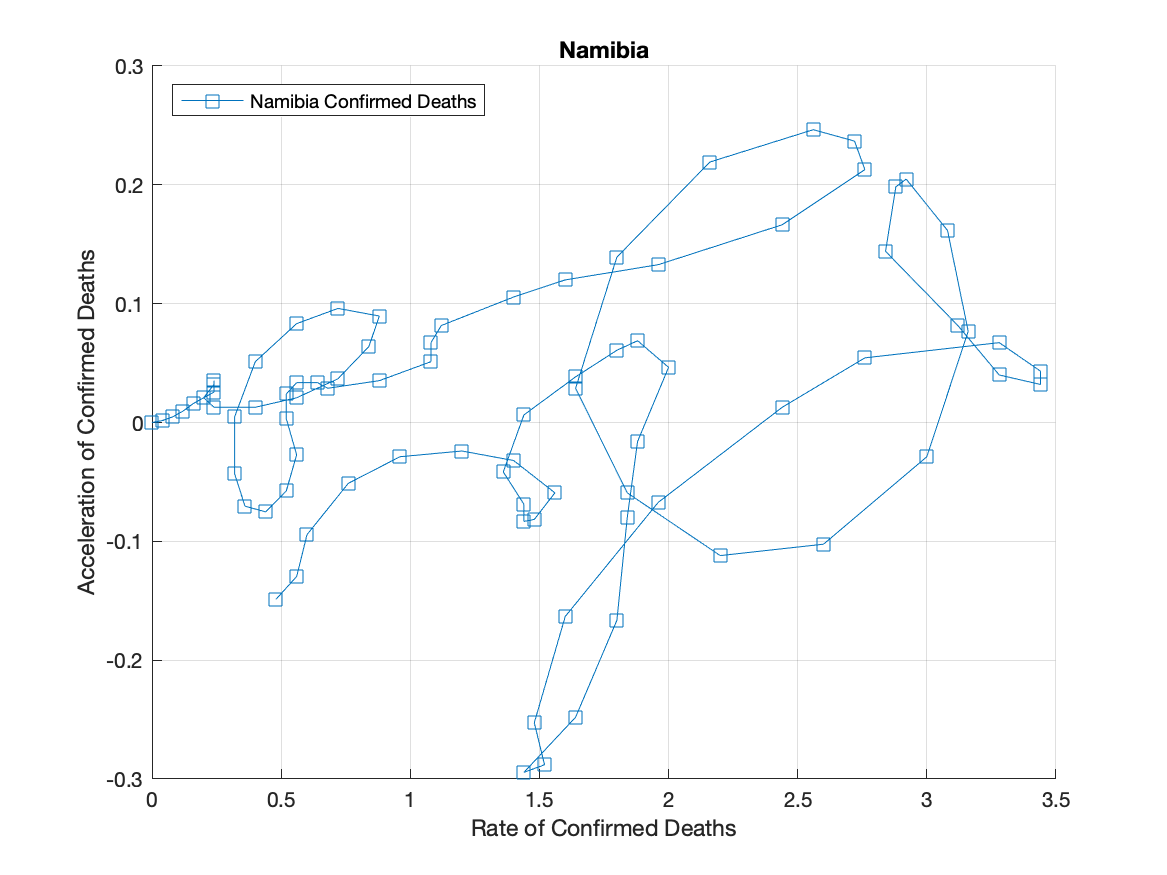 Namibia
Namibia Confirmed Deaths
Acceleration of Confirmed Deaths
0.3
0.2
0.1
0
-0.1
-0.2
-0.3
0 0.5 1 1.5 2 2.5 3 3.5
Rate of Confirmed Deaths